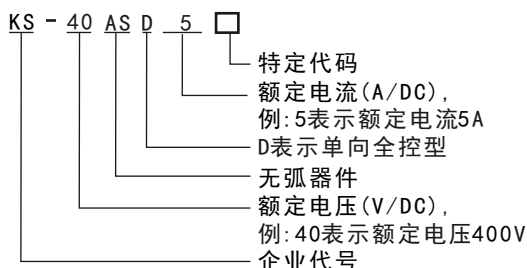 KS-40ASD 5□
特定代码
额定电流(A/DC),
例:5表示额定电流5A
D表示单向全控型
无弧器件
额定电压(V/DC),
例:40表示额定电压400V
企业代号